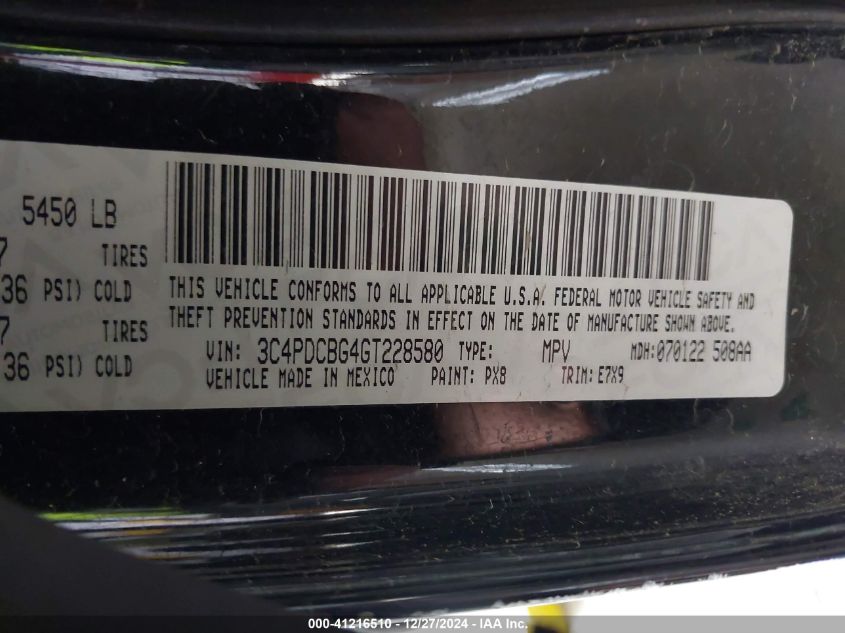 5450 LB
7 TIRES
36 PSI) COLD
7 TIRES
36 PSI) COLD
THIS VEHICLE CONFORMS TO ALL APPLICABLE U.S.A. FEDERAL MOTOR VEHICLE SAFETY AND
THEFT PREVENTION STANDARDS IN EFFECT ON THE DATE OF MANUFACTURE SHOWN ABOVE.
VIN: 3C4PDCBG4GT228580 TYPE: MPV MDH:070122 508AA
VEHICLE MADE IN MEXICO PAINT: PX8 TRIM:E7X9
000-41216510 - 12/27/2024 - IAA Inc.